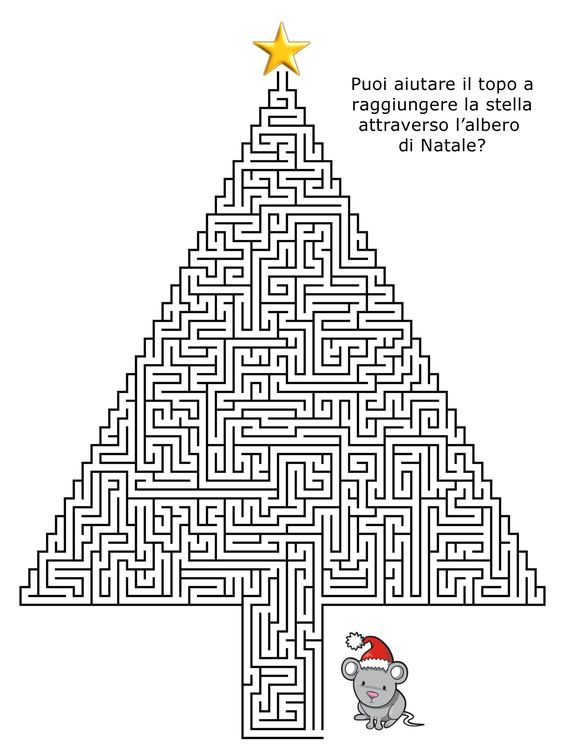 Puoi aiutare il topo a
raggiungere la stella
attraverso l’albero
di Natale?